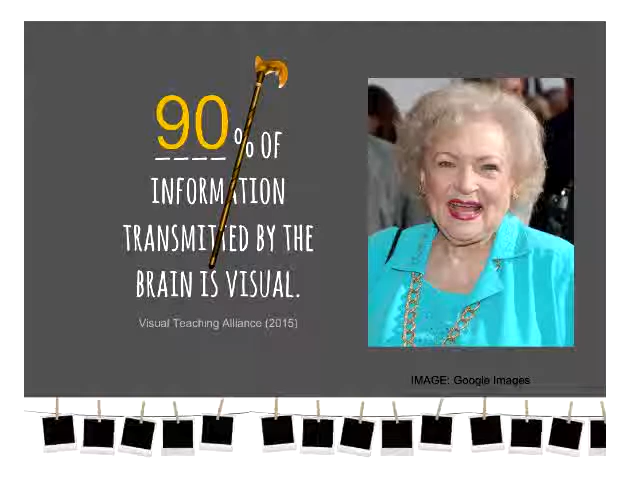 90% OF
INFORMATION
TRANSMITTED BY THE
BRAIN IS VISUAL.
Visual Teaching Alliance (2015)
IMAGE: Google Images